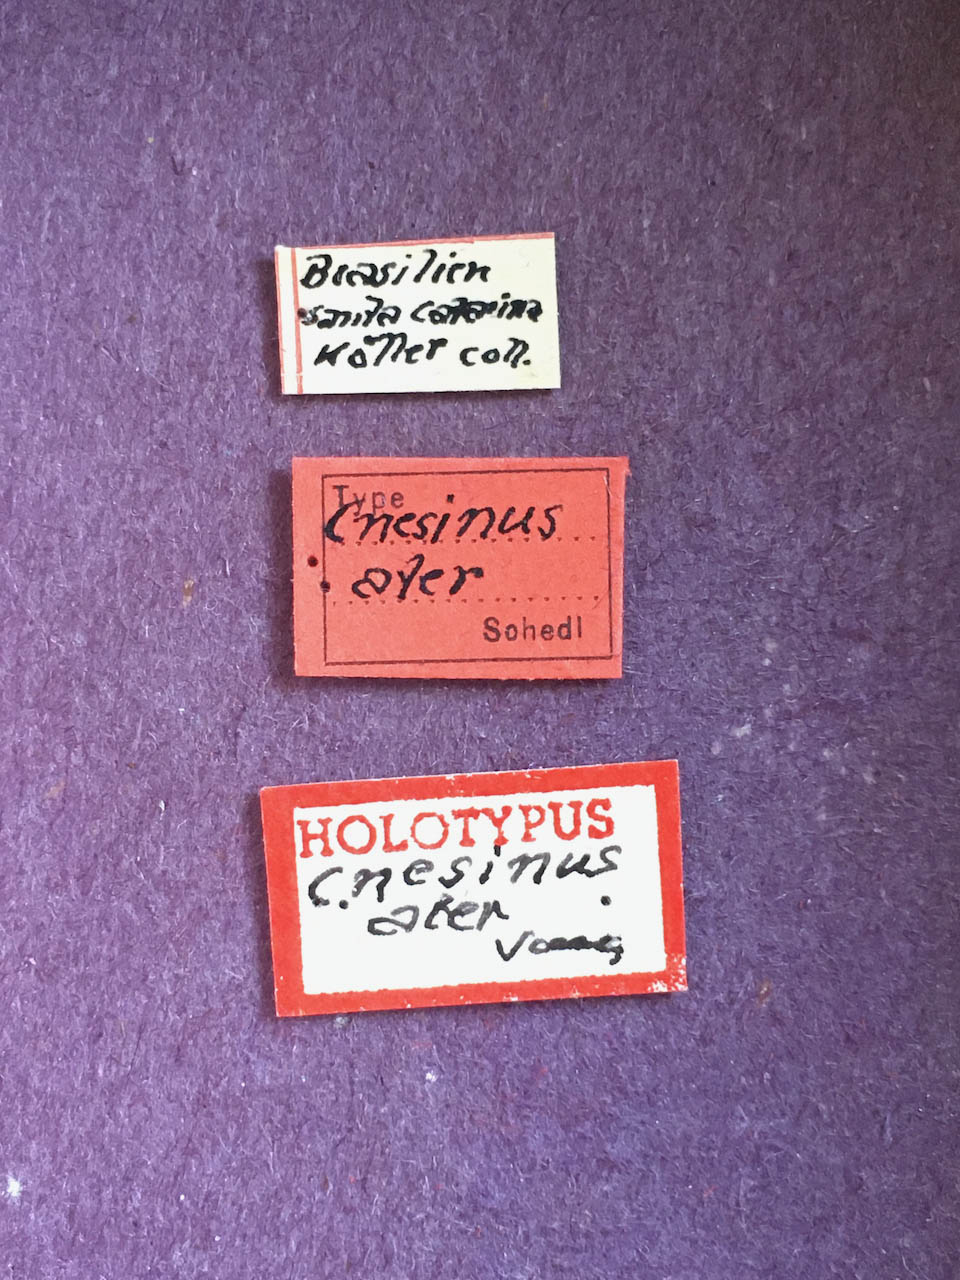 Brasilien
santa catarina
Köller coll.
Type
Cnesinus
ater
Schedl
HOLOTYPUS
Cnesinus
ater